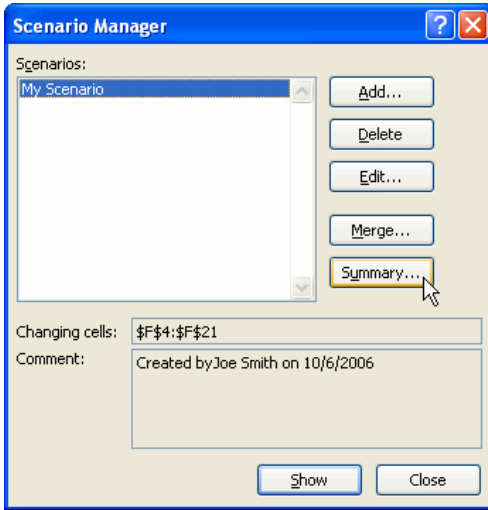 Scenario Manager
?
Scenarios:
My Scenario
Add...
Delete
Edit...
Merge...
Summary...
Changing cells: $F$4:$F$21
Comment: Created byJoe Smith on 10/6/2006
Show Close